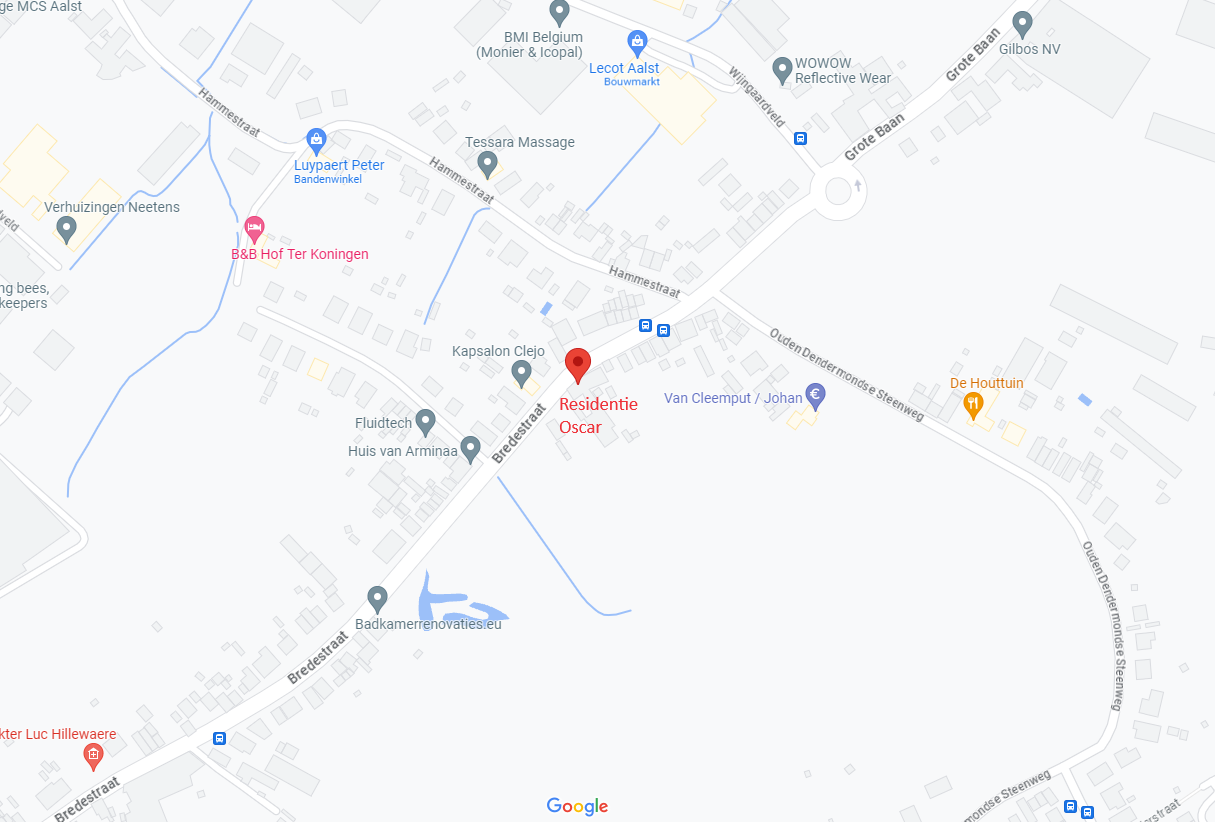 ge MCS Aalst
BMI Belgium
(Monier & Icopal)
Lecot Aalst
Bouwmarkt
WOWOW
Reflective Wear
Gilbos NV
Grote Baan
Wijngaardveld
Grote Baan
Hammestraat
Luypaert Peter
Bandenwinkel
Tessara Massage
Hammestraat
Verhuizingen Neetens
B&B Hof Ter Koningen
Hammestraat
ng bees,
keepers
Kapsalon Clejo
Residentie
Oscar
Bredestraat
Van Cleemput / Johan
Ouden Dendermondse Steenweg
De Houttuin
Fluidtech
Huis van Arminaa
Badkamerrenovaties.eu
Bredestraat
Ouden Dendermondse Steenweg
kter Luc Hillewaere
Bredestraat
Google
mondse Steenweg